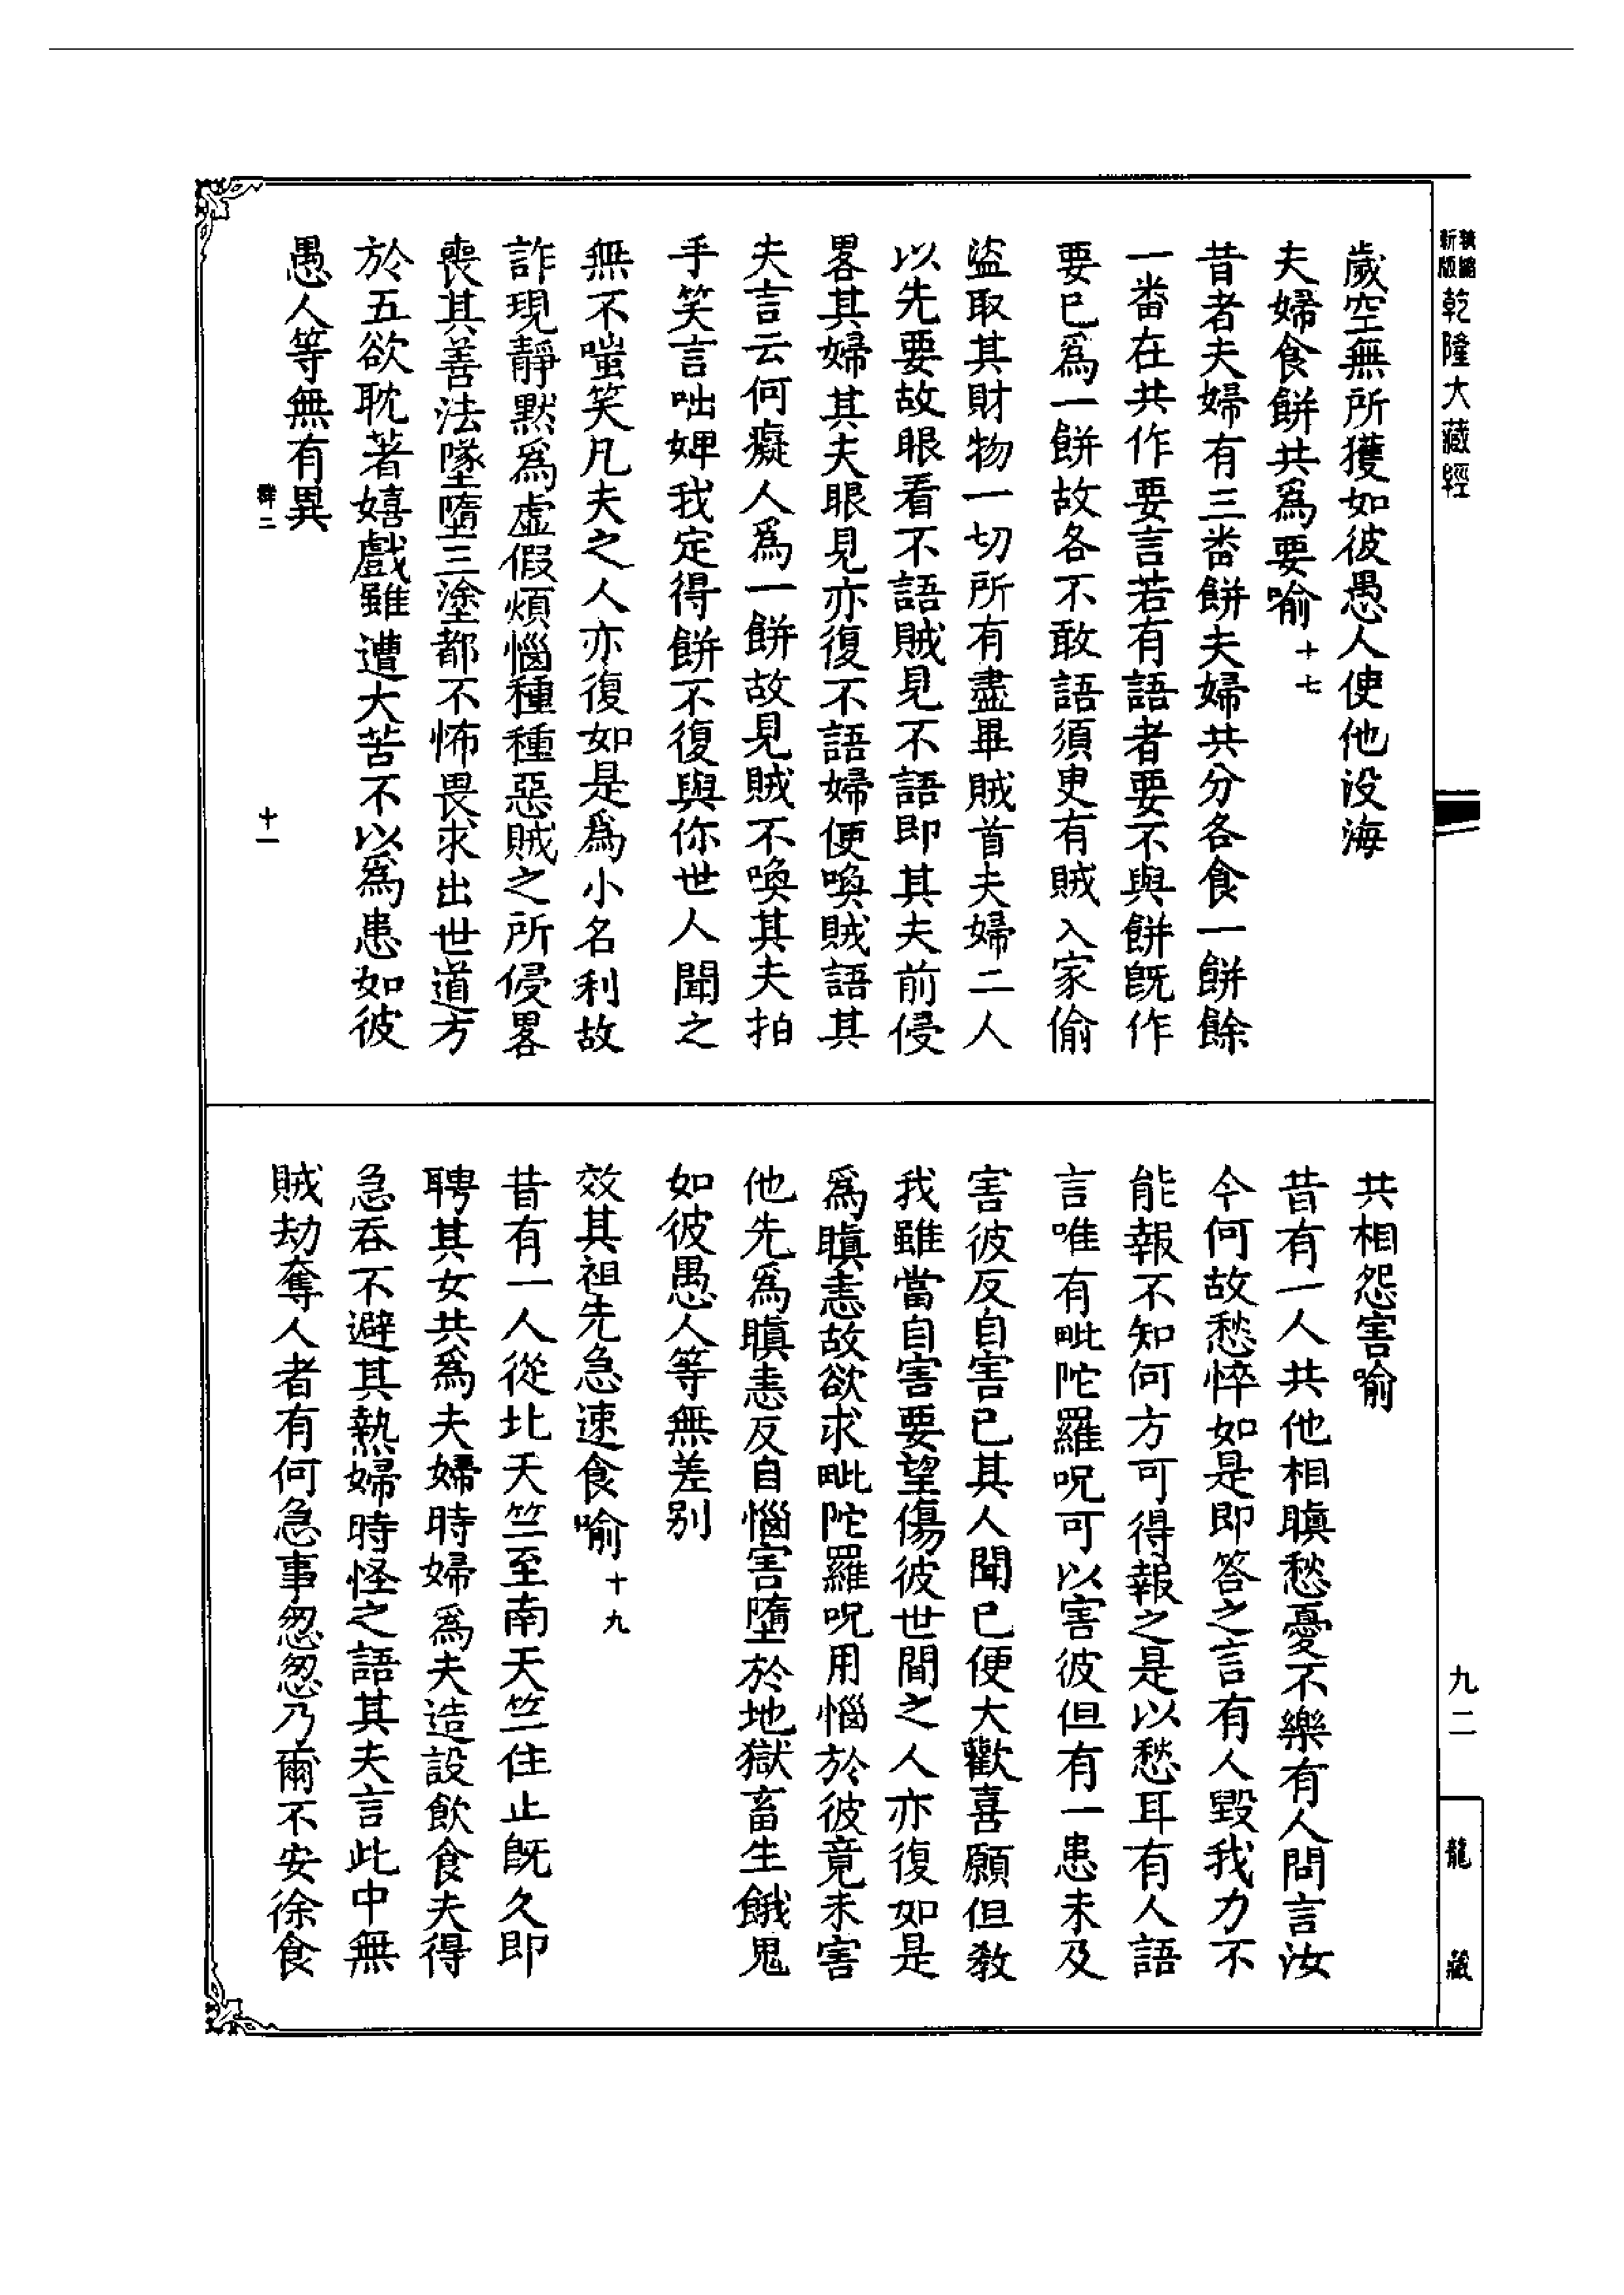 新版
精縮
乾隆大藏經
歲空無所獲如彼愚人使他没海
夫婦食餅共為要喻十七
昔者夫婦有三畨餅夫婦共分各食一餅餘
一畨在共作要言若有語者要不與餅旣作
要已爲一餅故各不敢語須臾有賊入家偷
盜取其財物一切所有盡畢賊首夫婦二人
以先要故眼看不語賊見不語即其夫前侵
畧其婦其夫眼見亦復不語婦便喚賊語其
夫言云何癡人爲一餅故見賊不喚其夫拍
手笑言咄婢我定得餅不復與你世人聞之
無不嗤笑凡夫之人亦復如是爲小名利故
詐現靜默爲虛假煩惱種種惡賊之所侵畧
喪其善法墜墮三塗都不怖畏求出世道方
於五欲耽著嬉戲雖遭大苦不以爲患如彼
愚人等無有異
群二
十一
共相怨害喻
昔有一人共他相瞋愁憂不樂有人問言汝
今何故愁悴如是即答之言有人毀我力不
能報不知何方可得報之是以愁耳有人語
言唯有毗陀羅呪可以害彼但有一患未及
害彼反自害已其人聞已便大歡喜願但教
我雖當自害要望傷彼世間之人亦復如是
爲瞋恚故欲求毗陀羅呪用惱於彼竟未害
他先爲瞋恚反自惱害墮於地獄畜生餓鬼
如彼愚人等無差别
效其祖先急速食喻十九
昔有一人從北天竺至南天竺住止旣久即
聘其女共爲夫婦時婦爲夫造設飲食夫得
急吞不避其熱婦時怪之語其夫言此中無
賊劫奪人者有何急事怱怱乃爾不安徐食
九二
龍藏